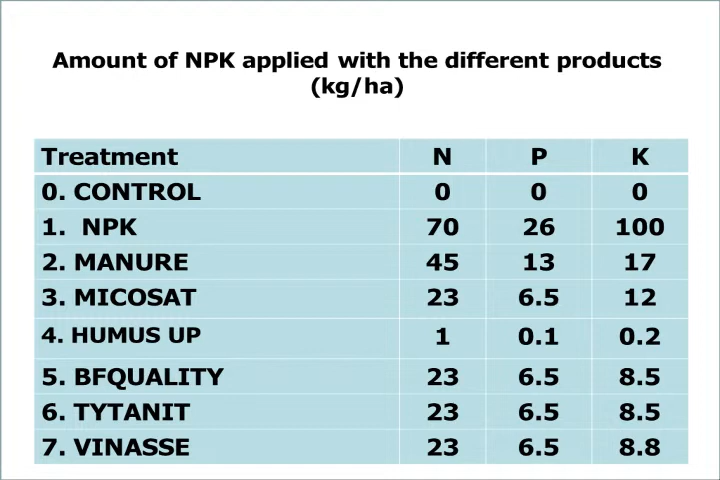 Amount of NPK applied with the different products
(kg/ha)
Treatment N P K
0. CONTROL 0 0 0
1. NPK 70 26 100
2. MANURE 45 13 17
3. MICOSAT 23 6.5 12
4. HUMUS UP 1 0.1 0.2
5. BFQUALITY 23 6.5 8.5
6. TYTANIT 23 6.5 8.5
7. VINASSE 23 6.5 8.8